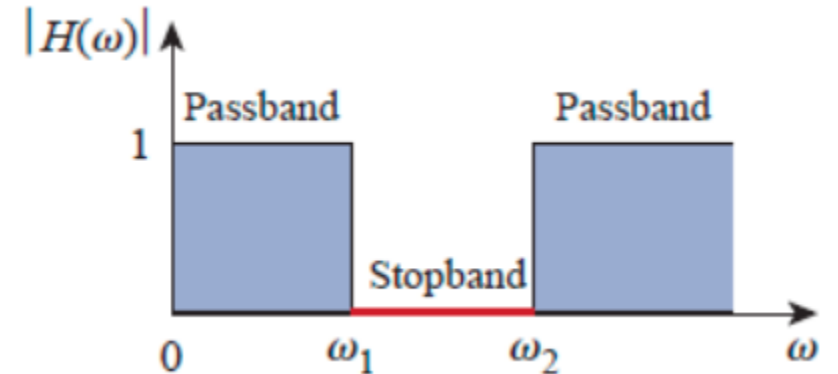 |H(ω)|
Passband Passband
1
Stopband
0 ω₁ ω₂ ω